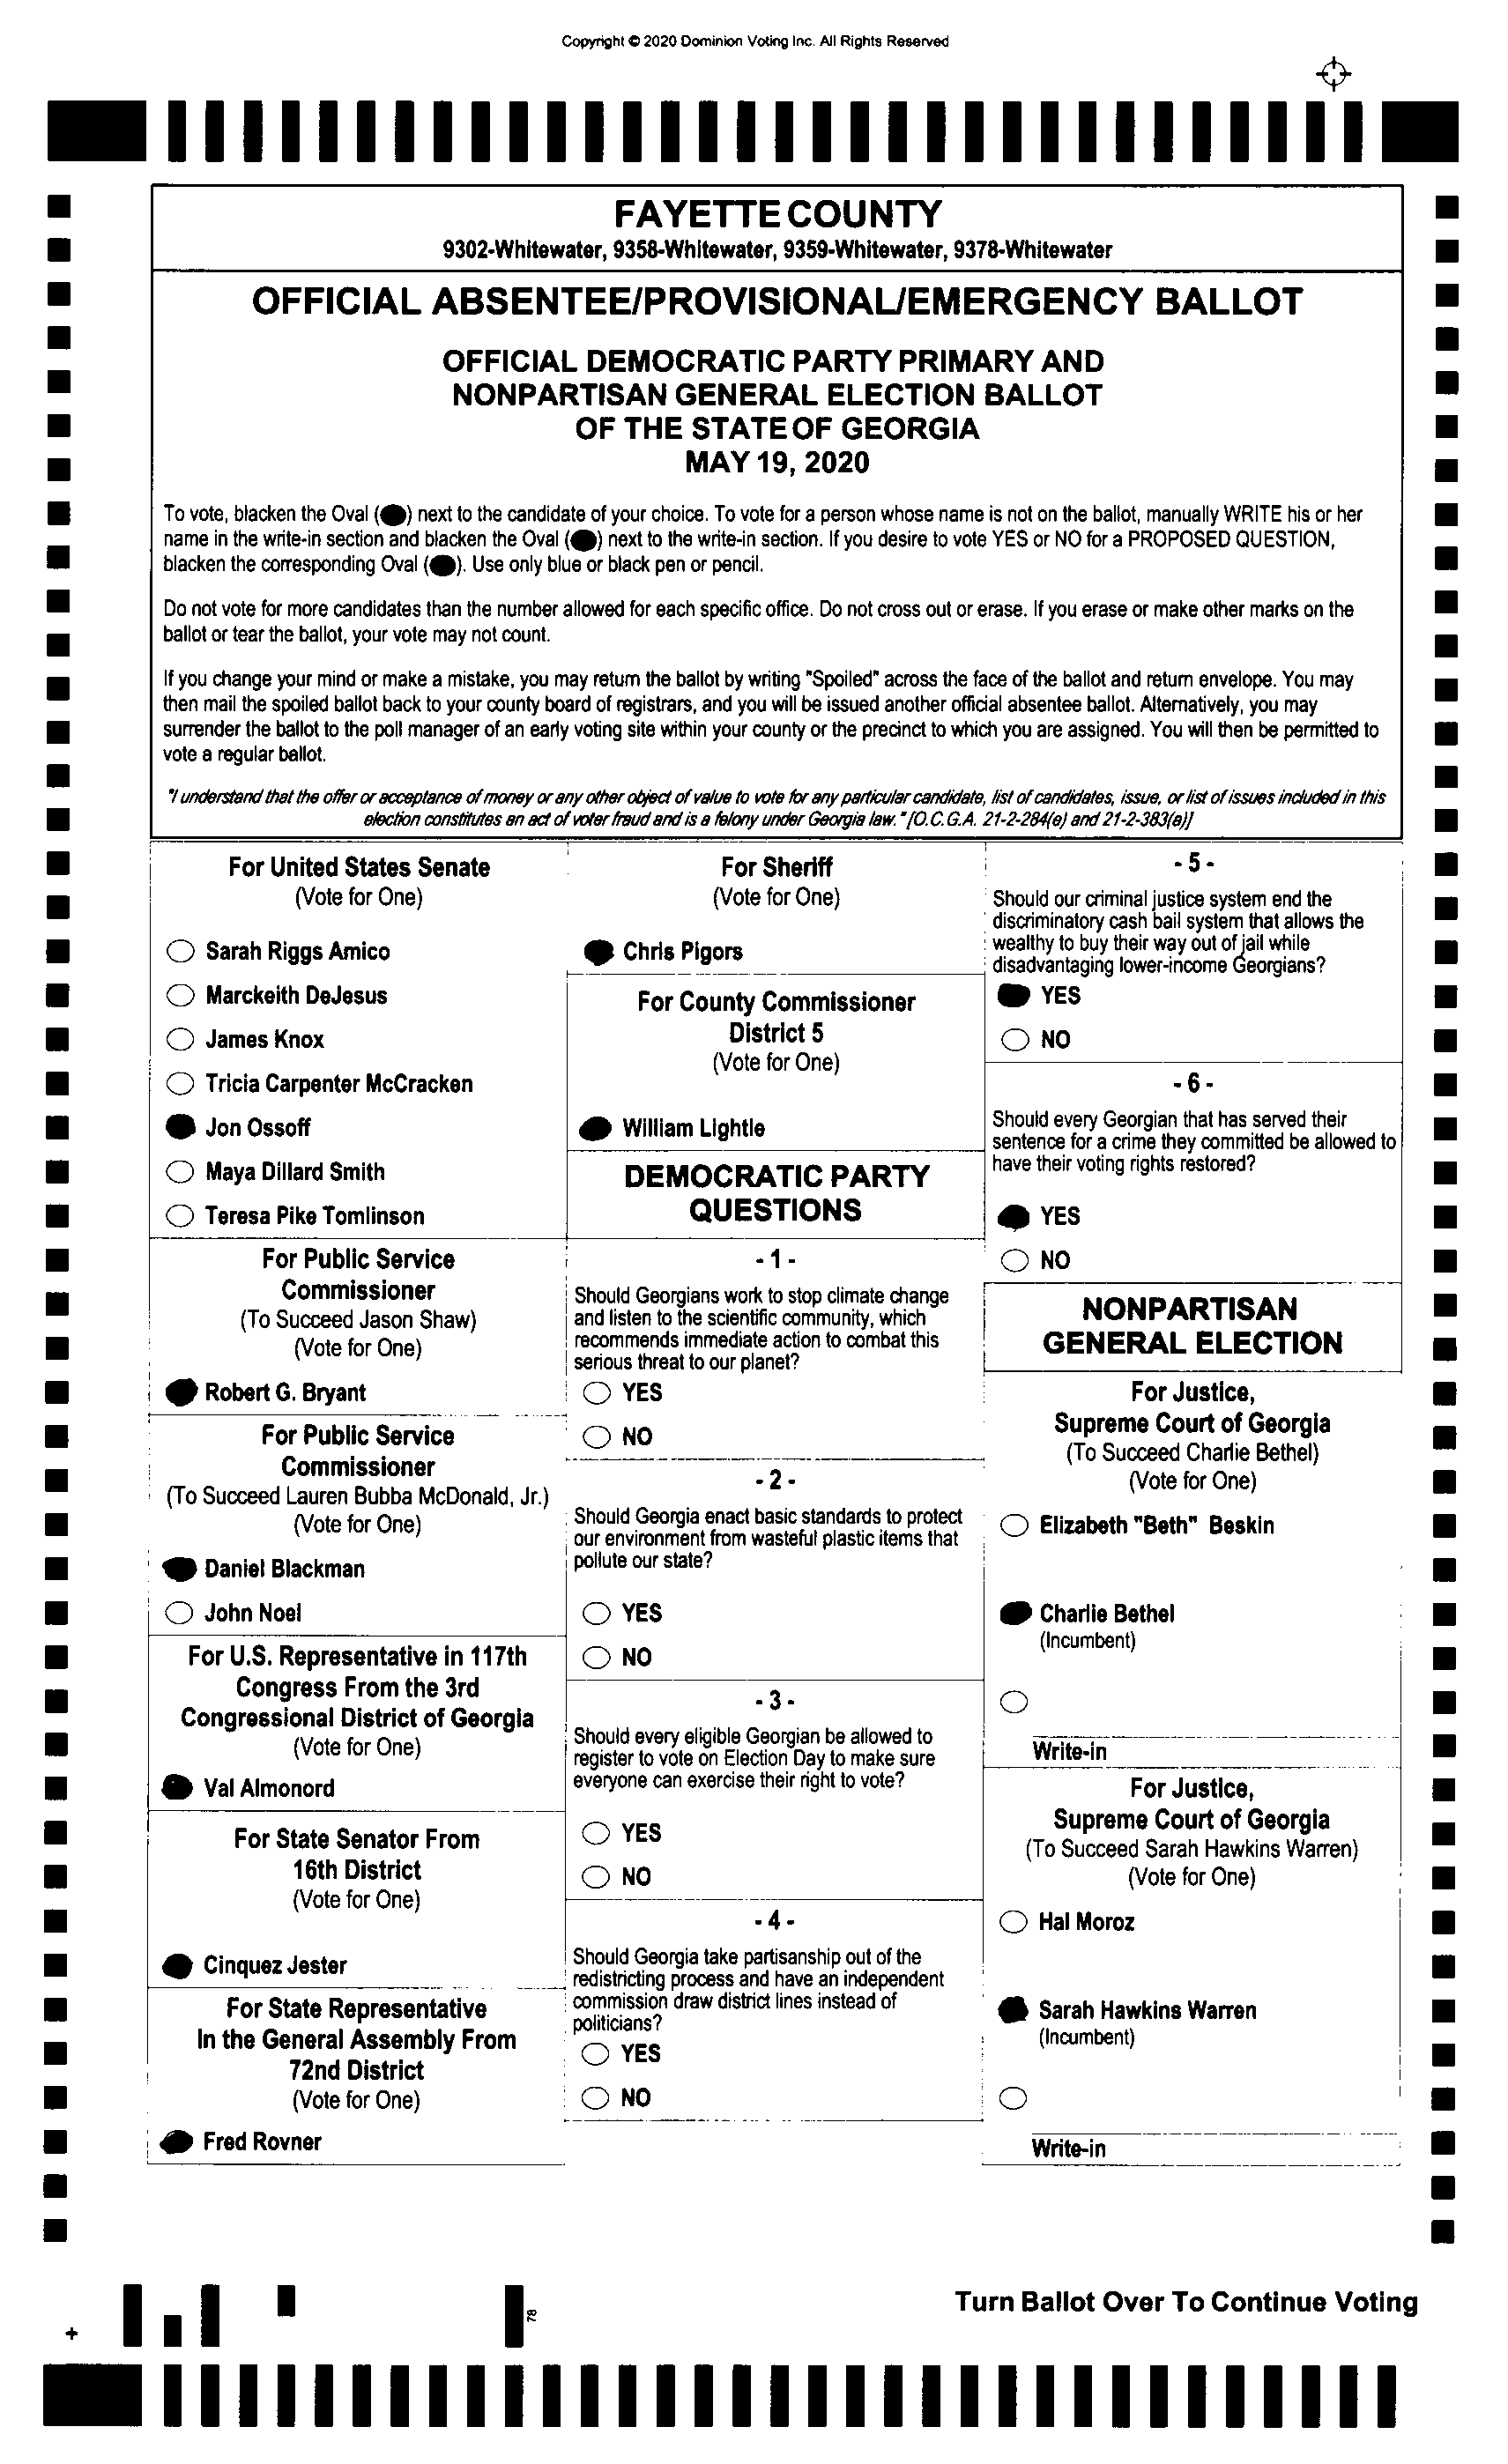 Copyright © 2020 Dominion Voting Inc. All Rights Reserved
FAYETTE COUNTY
9302-Whitewater, 9358-Whitewater, 9359-Whitewater, 9378-Whitewater
OFFICIAL ABSENTEE/PROVISIONAL/EMERGENCY BALLOT
OFFICIAL DEMOCRATIC PARTY PRIMARY AND
NONPARTISAN GENERAL ELECTION BALLOT
OF THE STATE OF GEORGIA
MAY 19, 2020
To vote, blacken the Oval ( ) next to the candidate of your choice. To vote for a person whose name is not on the ballot, manually WRITE his or her
name in the write-in section and blacken the Oval ( ) next to the write-in section. If you desire to vote YES or NO for a PROPOSED QUESTION,
blacken the corresponding Oval ( ). Use only blue or black pen or pencil.
Do not vote for more candidates than the number allowed for each specific office. Do not cross out or erase. If you erase or make other marks on the
ballot or tear the ballot, your vote may not count.
If you change your mind or make a mistake, you may return the ballot by writing "Spoiled" across the face of the ballot and return envelope. You may
then mail the spoiled ballot back to your county board of registrars, and you will be issued another official absentee ballot. Alternatively, you may
surrender the ballot to the poll manager of an early voting site within your county or the precinct to which you are assigned. You will then be permitted to
vote a regular ballot.
"I understand that the offer or acceptance of money or any other object of value to vote for any particular candidate, list of candidates, issue, or list of issues included in this
election constitutes an act of voter fraud and is a felony under Georgia law." [O.C.G.A. 21-2-284(e) and 21-2-383(a)]
For United States Senate
(Vote for One)
Sarah Riggs Amico
Marckeith DeJesus
James Knox
Tricia Carpenter McCracken
Jon Ossoff
Maya Dillard Smith
Teresa Pike Tomlinson
For Public Service
Commissioner
(To Succeed Jason Shaw)
(Vote for One)
Robert G. Bryant
For Public Service
Commissioner
(To Succeed Lauren Bubba McDonald, Jr.)
(Vote for One)
Daniel Blackman
John Noel
For U.S. Representative in 117th
Congress From the 3rd
Congressional District of Georgia
(Vote for One)
Val Almonord
For State Senator From
16th District
(Vote for One)
Cinquez Jester
For State Representative
In the General Assembly From
72nd District
(Vote for One)
Fred Rovner
For Sheriff
(Vote for One)
Chris Pigors
For County Commissioner
District 5
(Vote for One)
William Lightle
DEMOCRATIC PARTY
QUESTIONS
- 1 -
Should Georgians work to stop climate change
and listen to the scientific community, which
recommends immediate action to combat this
serious threat to our planet?
YES
NO
- 2 -
Should Georgia enact basic standards to protect
our environment from wasteful plastic items that
pollute our state?
YES
NO
- 3 -
Should every eligible Georgian be allowed to
register to vote on Election Day to make sure
everyone can exercise their right to vote?
YES
NO
- 4 -
Should Georgia take partisanship out of the
redistricting process and have an independent
commission draw district lines instead of
politicians?
YES
NO
- 5 -
Should our criminal justice system end the
discriminatory cash bail system that allows the
wealthy to buy their way out of jail while
disadvantaging lower-income Georgians?
YES
NO
- 6 -
Should every Georgian that has served their
sentence for a crime they committed be allowed to
have their voting rights restored?
YES
NO
NONPARTISAN
GENERAL ELECTION
For Justice,
Supreme Court of Georgia
(To Succeed Charlie Bethel)
(Vote for One)
Elizabeth "Beth" Beskin
Charlie Bethel
(Incumbent)
Write-in
For Justice,
Supreme Court of Georgia
(To Succeed Sarah Hawkins Warren)
(Vote for One)
Hal Moroz
Sarah Hawkins Warren
(Incumbent)
Write-in
78
Turn Ballot Over To Continue Voting